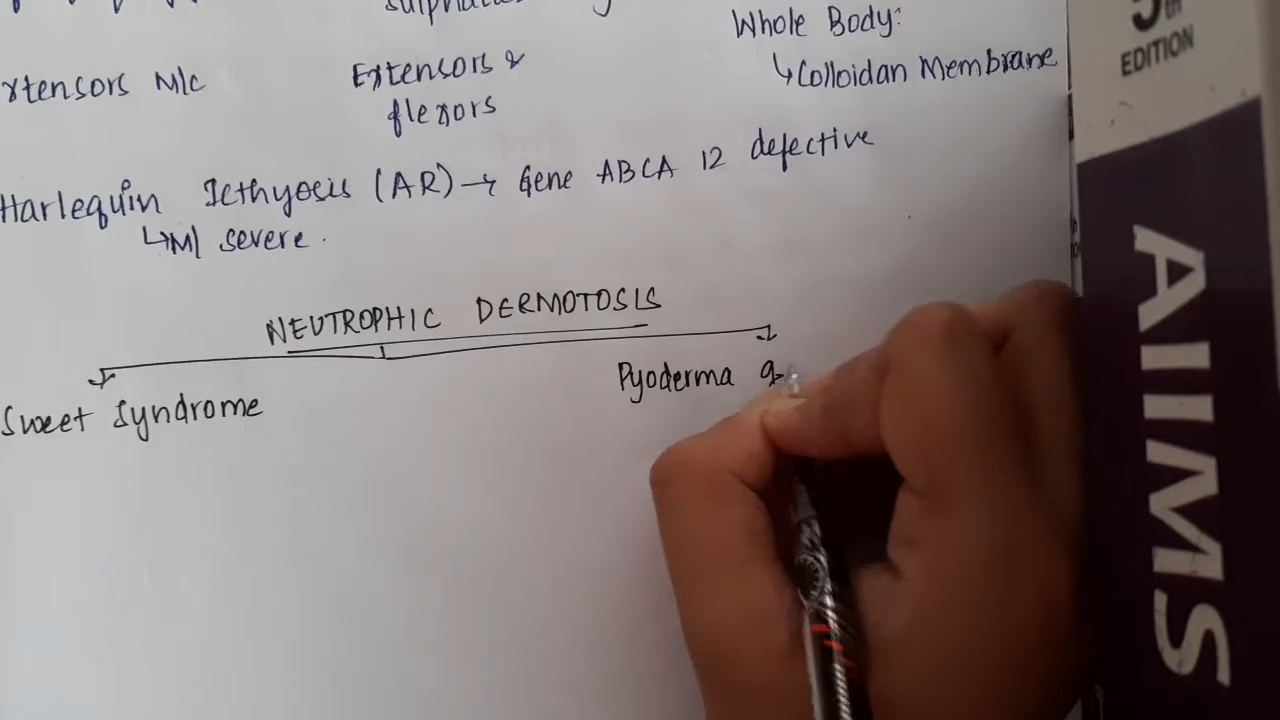 Whole Body:
xtensors M/c
Extensors &
flexors
↳Colloidan Membrane
Harlequin Icthyosis (AR) → Gene ABCA 12 defective
↳M/ severe.
NEUTROPHIC DERMOTOSIS
Sweet Syndrome
Pyoderma g
5th
EDITION
AIIMS